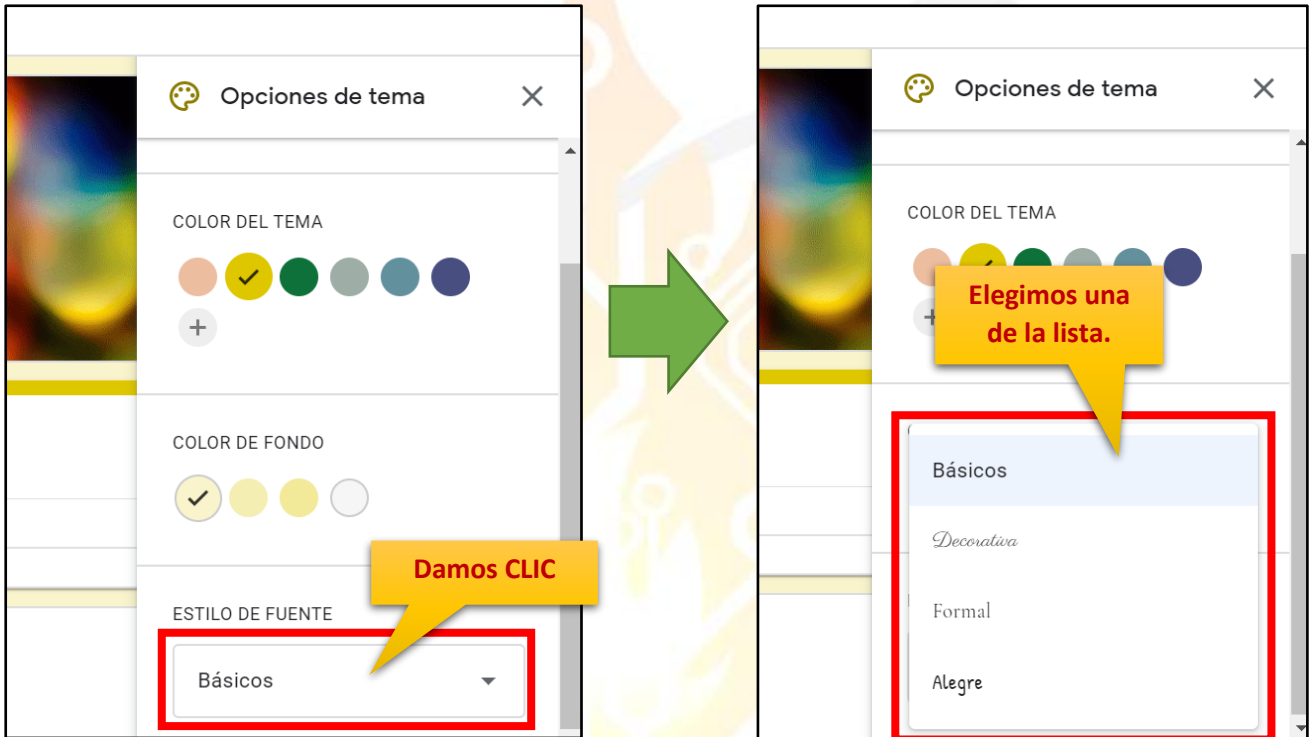 Opciones de tema
COLOR DEL TEMA
COLOR DE FONDO
Damos CLIC
ESTILO DE FUENTE
Básicos
Opciones de tema
COLOR DEL TEMA
Elegimos una
de la lista.
Básicos
Decorativa
Formal
Alegre